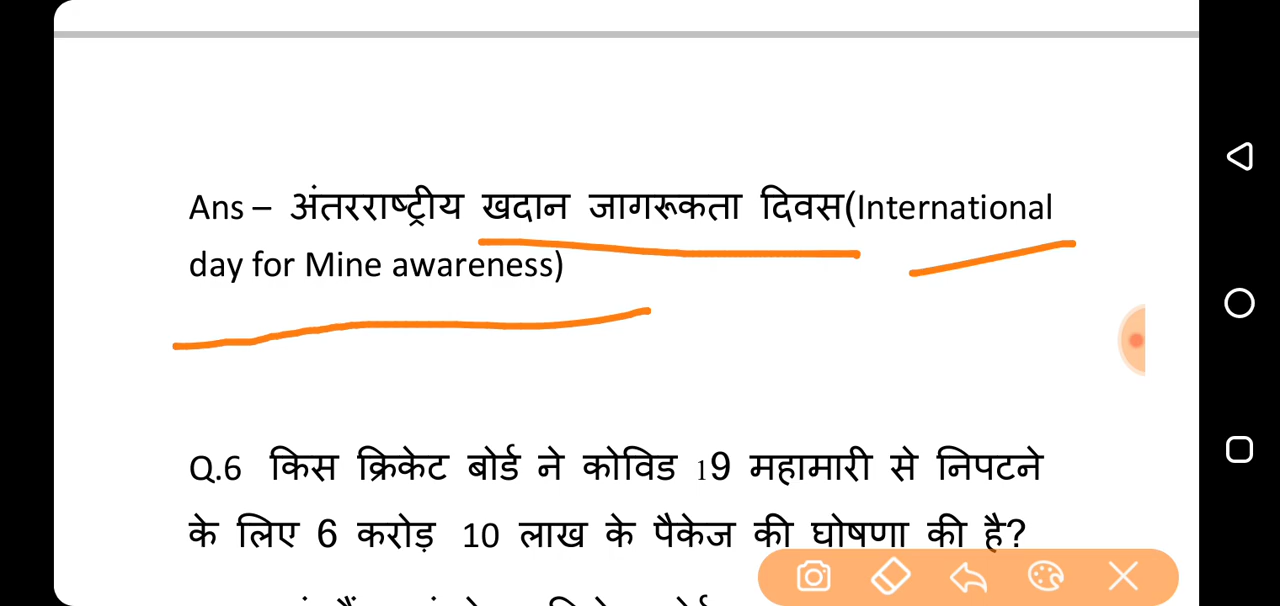 Ans – अंतरराष्ट्रीय खदान जागरूकता दिवस(International
day for Mine awareness)
Q.6 किस क्रिकेट बोर्ड ने कोविड 19 महामारी से निपटने
के लिए 6 करोड़ 10 लाख के पैकेज की घोषणा की है?